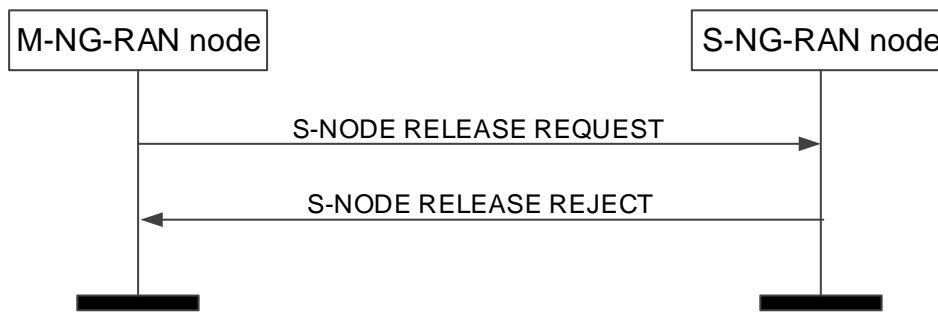 M-NG-RAN node
S-NG-RAN node
S-NODE RELEASE REQUEST
S-NODE RELEASE REJECT